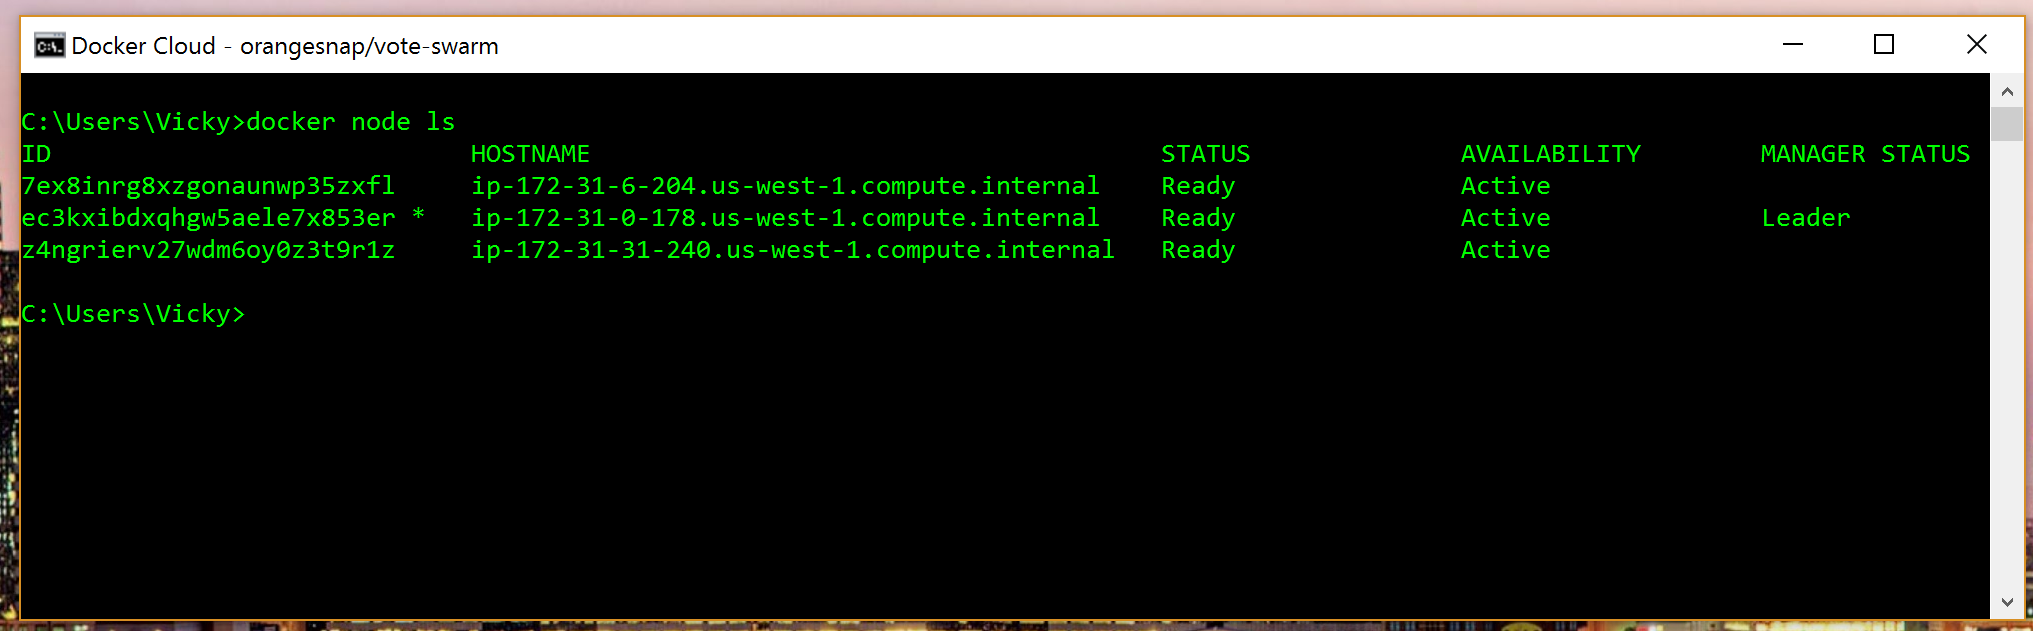 Docker Cloud - orangesnap/vote-swarm
C:\Users\Vicky>docker node ls
ID HOSTNAME STATUS AVAILABILITY MANAGER STATUS
7ex8inrg8xzgonaunwp35zxfl ip-172-31-6-204.us-west-1.compute.internal Ready Active
ec3kxibdxqhgw5aele7x853er * ip-172-31-0-178.us-west-1.compute.internal Ready Active Leader
z4ngrierv27wdm6oy0z3t9r1z ip-172-31-31-240.us-west-1.compute.internal Ready Active
C:\Users\Vicky>